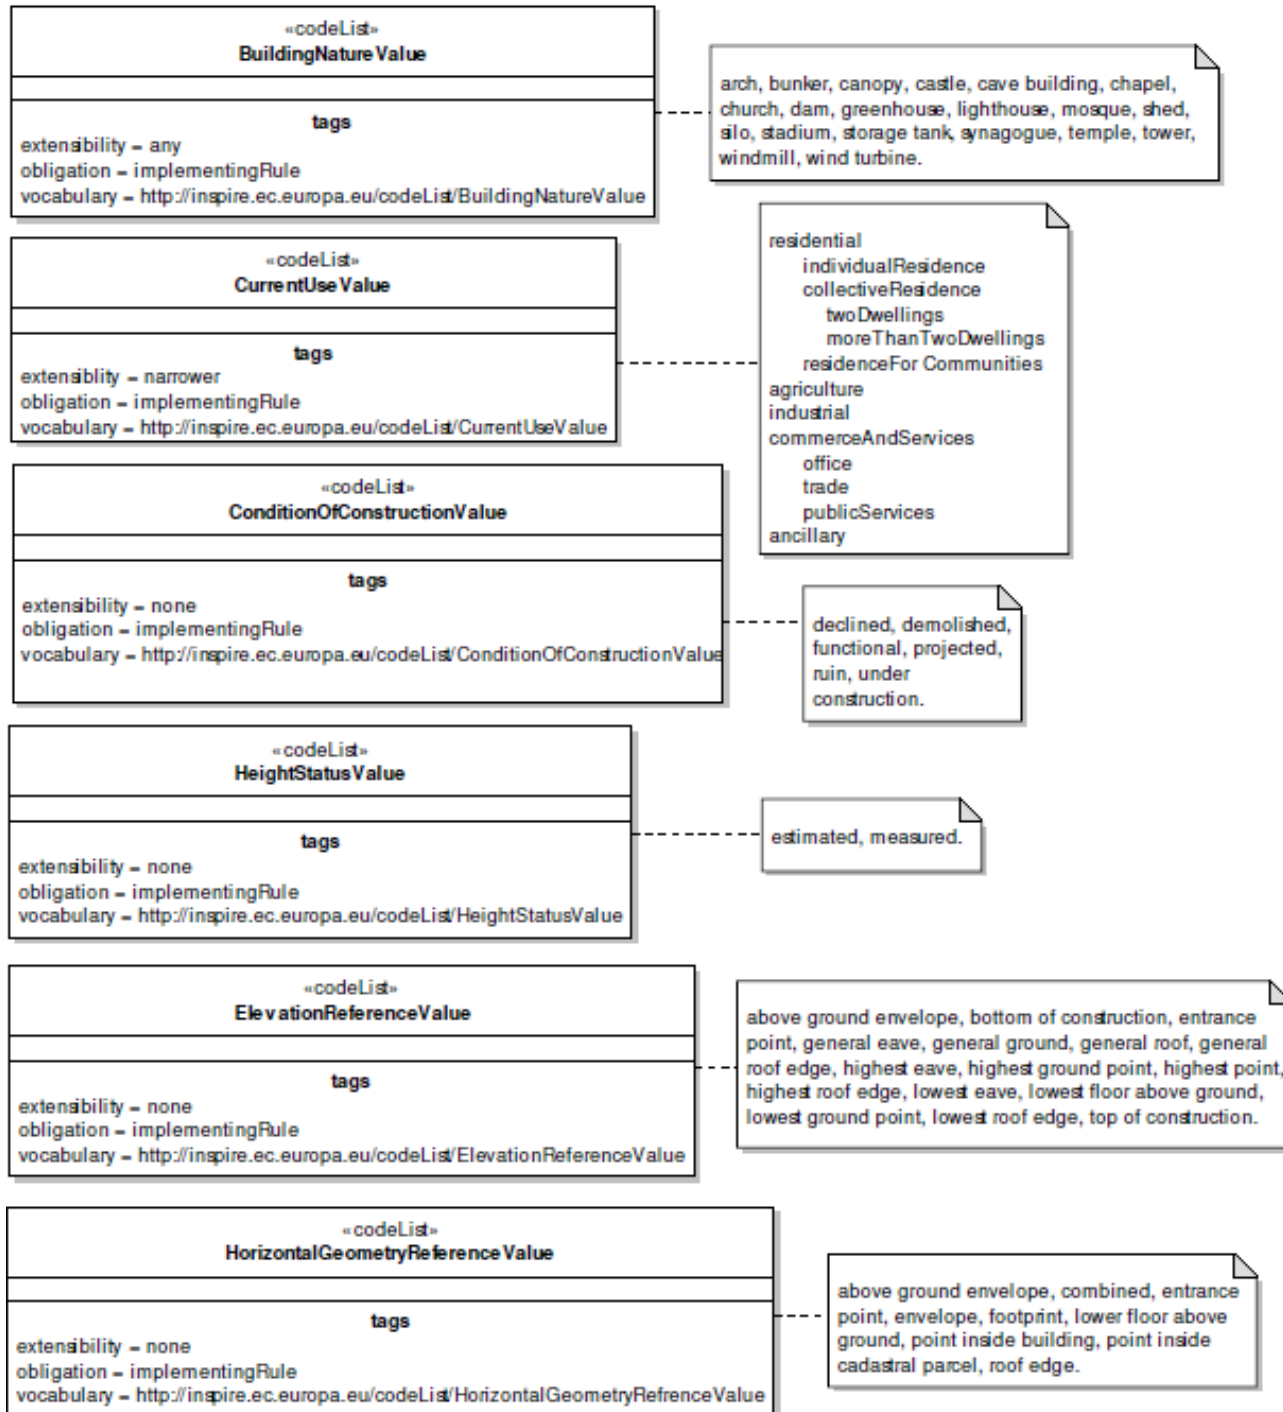 «codeList»
BuildingNatureValue
tags
extensibility = any
obligation = implementingRule
vocabulary = http://inspire.ec.europa.eu/codeList/BuildingNatureValue
arch, bunker, canopy, castle, cave building, chapel,
church, dam, greenhouse, lighthouse, mosque, shed,
silo, stadium, storage tank, synagogue, temple, tower,
windmill, wind turbine.
«codeList»
CurrentUseValue
tags
extensiblity = narrower
obligation = implementingRule
vocabulary = http://inspire.ec.europa.eu/codeList/CurrentUseValue
residential
individualResidence
collectiveResidence
twoDwellings
moreThanTwoDwellings
residenceFor Communities
agriculture
industrial
commerceAndServices
office
trade
publicServices
ancillary
«codeList»
ConditionOfConstructionValue
tags
extensibility = none
obligation = implementingRule
vocabulary = http://inspire.ec.europa.eu/codeList/ConditionOfConstructionValue
declined, demolished,
functional, projected,
ruin, under
construction.
«codeList»
HeightStatusValue
tags
extensibility = none
obligation = implementingRule
vocabulary = http://inspire.ec.europa.eu/codeList/HeightStatusValue
estimated, measured.
«codeList»
ElevationReferenceValue
tags
extensibility = none
obligation = implementingRule
vocabulary = http://inspire.ec.europa.eu/codeList/ElevationReferenceValue
above ground envelope, bottom of construction, entrance
point, general eave, general ground, general roof, general
roof edge, highest eave, highest ground point, highest point,
highest roof edge, lowest eave, lowest floor above ground,
lowest ground point, lowest roof edge, top of construction.
«codeList»
HorizontalGeometryReferenceValue
tags
extensibility = none
obligation = implementingRule
vocabulary = http://inspire.ec.europa.eu/codeList/HorizontalGeometryRefrenceValue
above ground envelope, combined, entrance
point, envelope, footprint, lower floor above
ground, point inside building, point inside
cadastral parcel, roof edge.